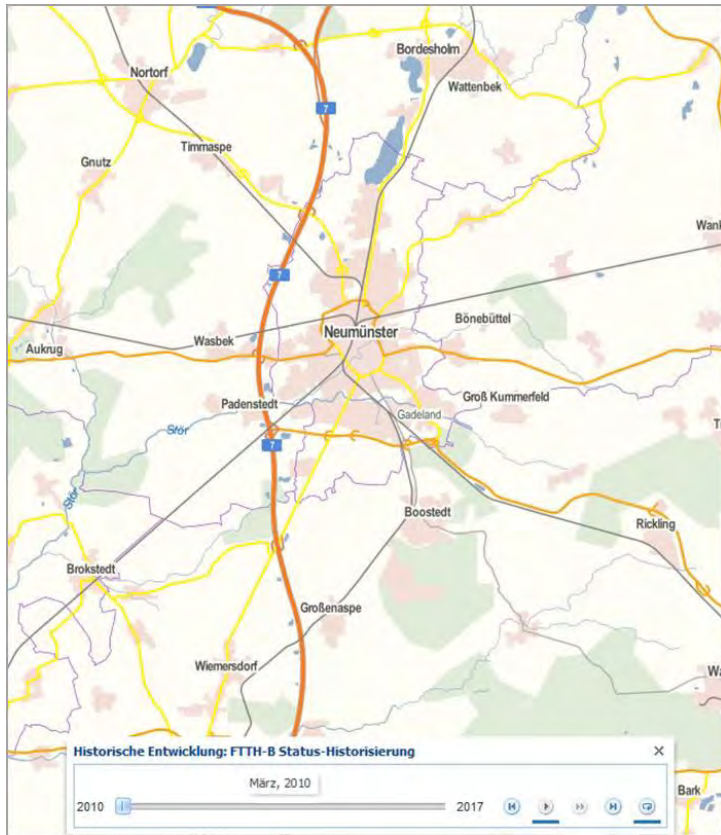 Bordesholm
Nortorf
Wattenbek
7
Timmaspe
Gnutz
Wank
7
Neumünster
Bönebüttel
Wasbek
Aukrug
Groß Kummerfeld
Padenstedt
Gadeland
Stör
7
Stör
Boostedt
Rickling
Brokstedt
Großenaspe
Wiemersdorf
Wa
Historische Entwicklung: FTTH-B Status-Historisierung
März, 2010
Bark
2010
2017